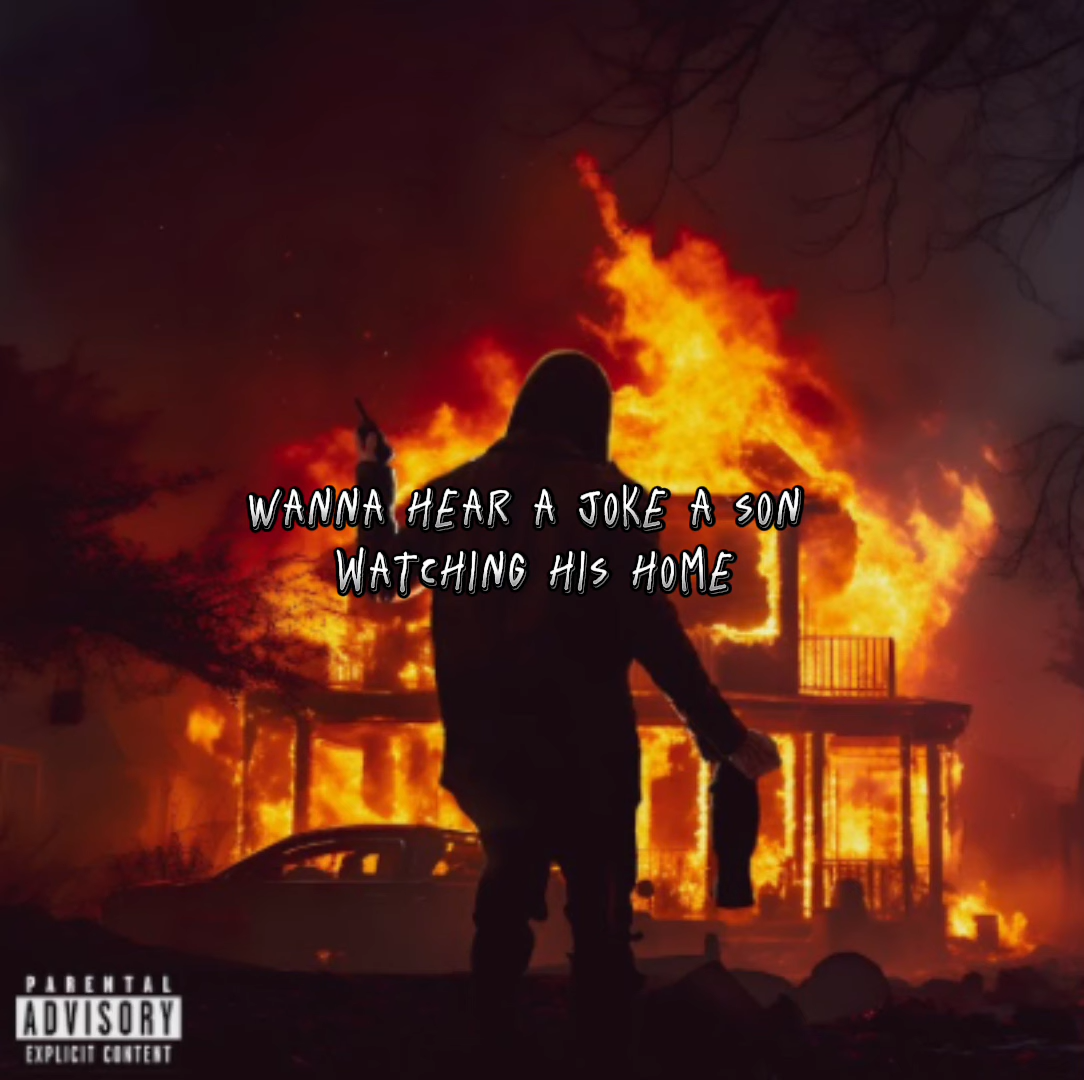 WANNA HEAR A JOKE A SON
WATCHING HIS HOME
PARENTAL
ADVISORY
EXPLICIT CONTENT